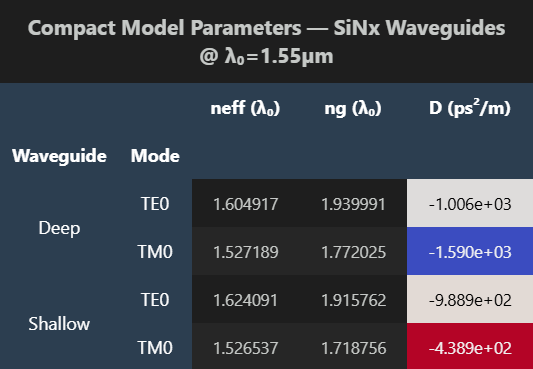 Compact Model Parameters — SiNx Waveguides
@ λ₀=1.55μm
neff (λ₀) ng (λ₀) D (ps²/m)
Waveguide Mode
Deep TE0 1.604917 1.939991 -1.006e+03
TM0 1.527189 1.772025 -1.590e+03
Shallow TE0 1.624091 1.915762 -9.889e+02
TM0 1.526537 1.718756 -4.389e+02